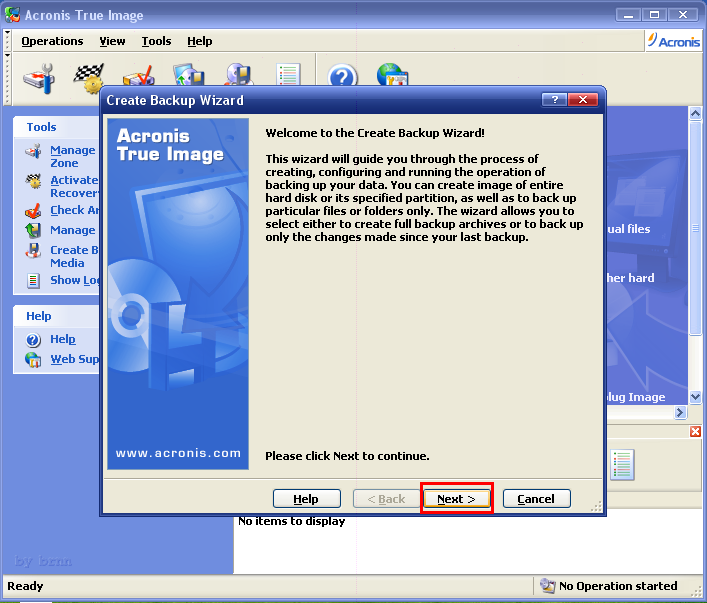 Acronis True Image
Operations View Tools Help
Acronis
Create Backup Wizard
Tools
Manage
Zone
Activate
Recover
Check Ar
Manage
Create B
Media
Show Log
Help
Help
Web Sup
Acronis
True Image
www.acronis.com
Welcome to the Create Backup Wizard!
This wizard will guide you through the process of
creating, configuring and running the operation of
backing up your data. You can create image of entire
hard disk or its specified partition, as well as to back up
particular files or folders only. The wizard allows you to
select either to create full backup archives or to back up
only the changes made since your last backup.
Please click Next to continue.
Help < Back Next > Cancel
ual files
her hard
lug Image
No items to display
by brnn
Ready
No Operation started